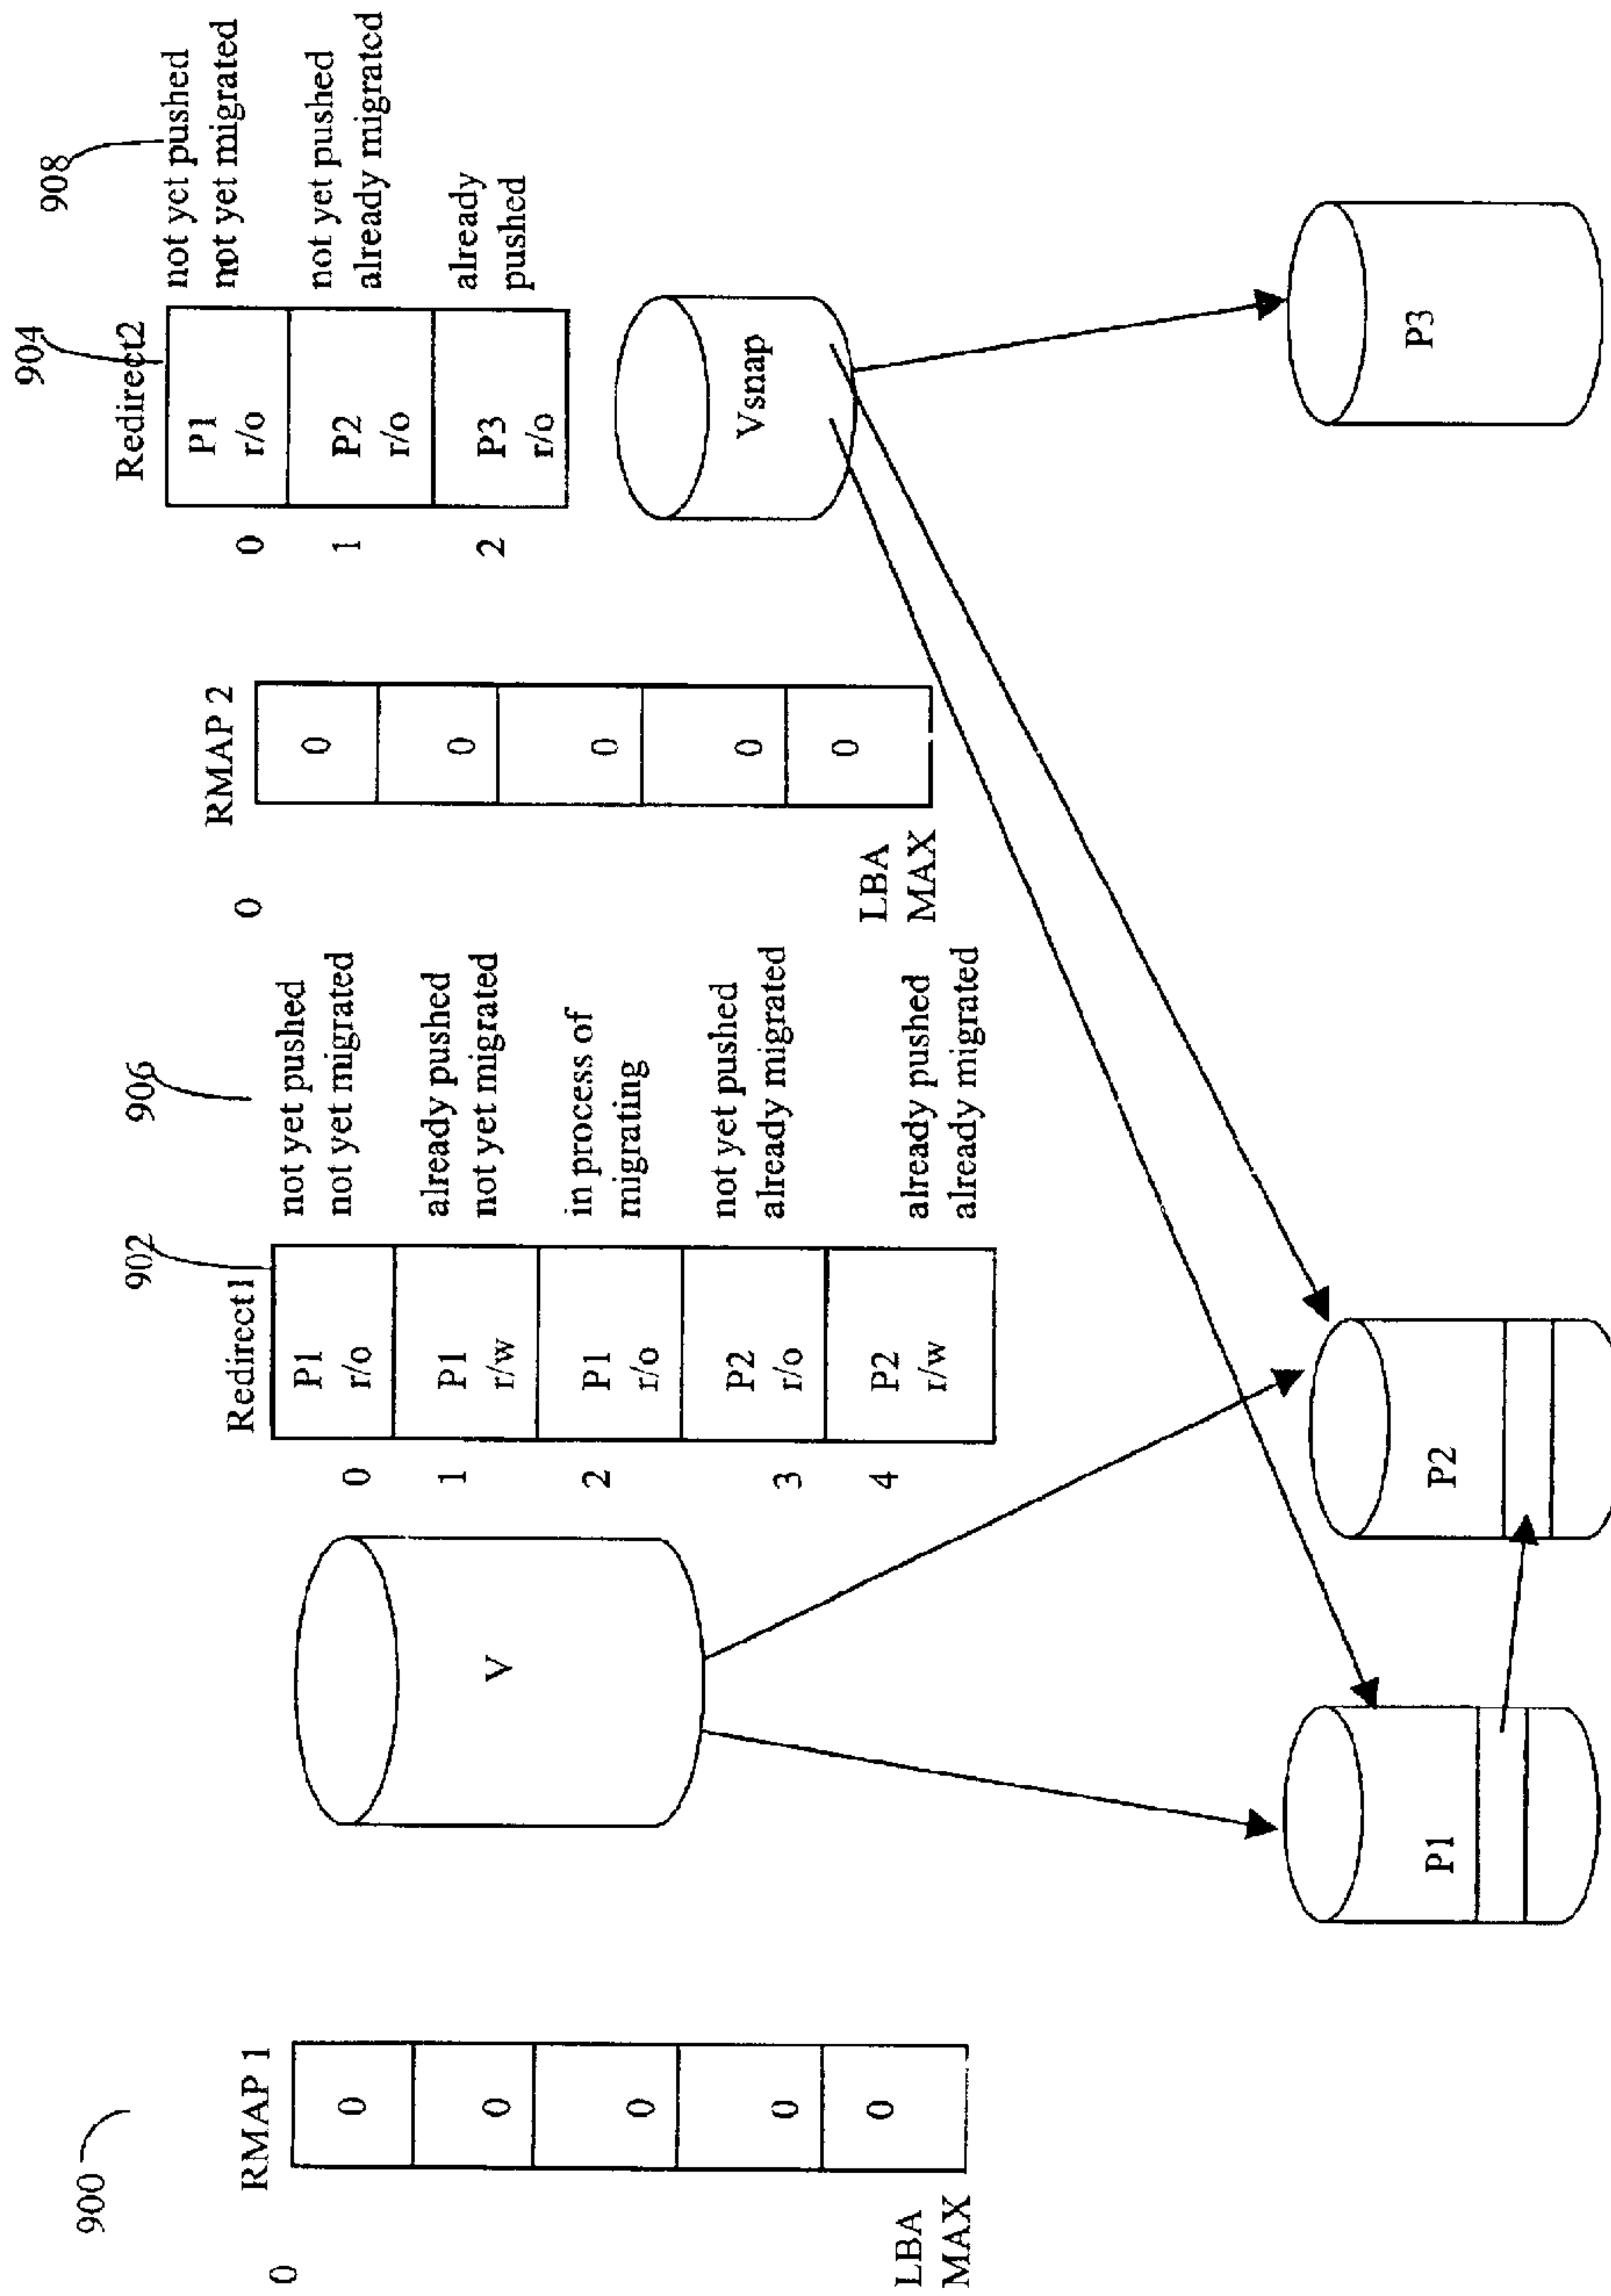 900
RMAP 1
0
0
0
0
0
0
LBA
MAX
V
902
Redirect1
0
P1
r/o
1
P1
r/w
2
P1
r/o
3
P2
r/o
4
P2
r/w
906
not yet pushed
not yet migrated
already pushed
not yet migrated
in process of
migrating
not yet pushed
already migrated
already pushed
already migrated
RMAP 2
0
0
0
0
0
0
LBA
MAX
904
Redirect2
0
P1
r/o
1
P2
r/o
2
P3
r/o
908
not yet pushed
not yet migrated
not yet pushed
already migrated
already
pushed
Vsnap
P1
P2
P3